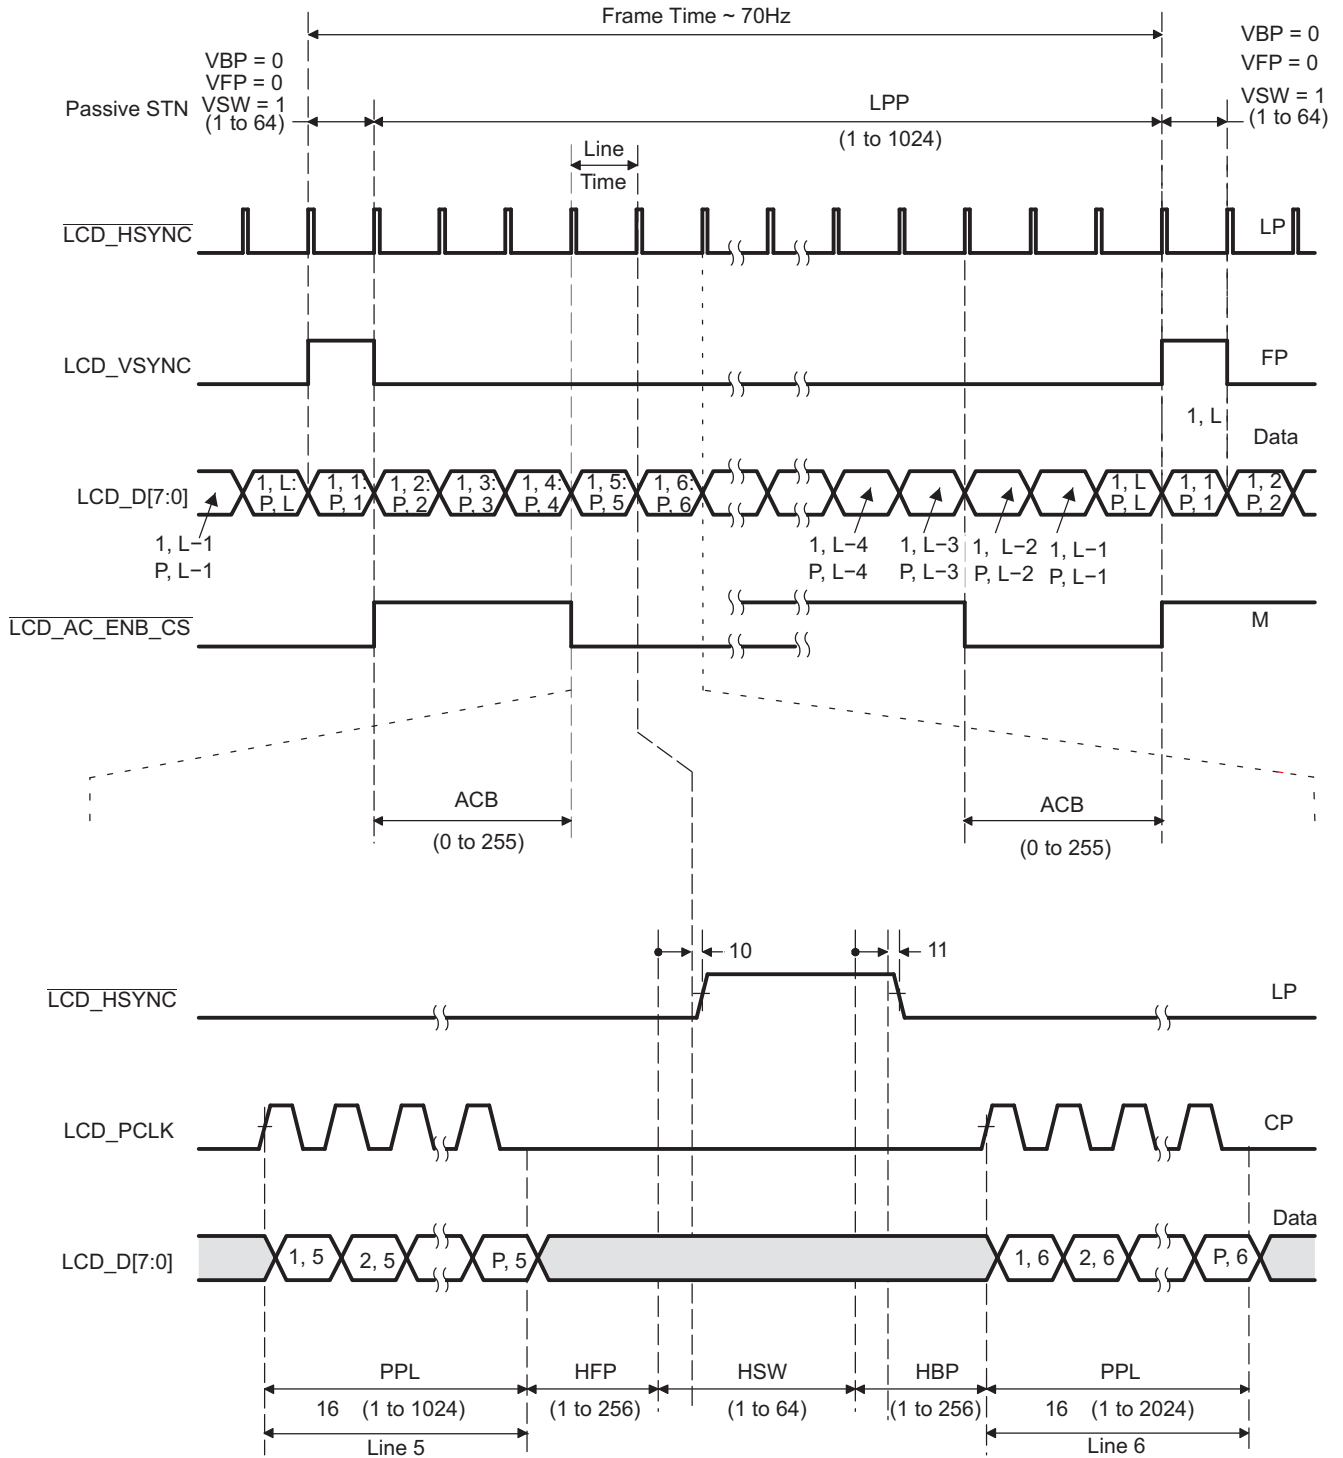 Frame Time ~ 70Hz
VBP = 0
VFP = 0
VSW = 1
(1 to 64)
VBP = 0
VFP = 0
VSW = 1
(1 to 64)
Passive STN
LPP
(1 to 1024)
Line
Time
LCD_HSYNC
LP
LCD_VSYNC
FP
1, L
Data
LCD_D[7:0]
1, L:
P, L
1, 1:
P, 1
1, 2:
P, 2
1, 3:
P, 3
1, 4:
P, 4
1, 5:
P, 5
1, 6:
P, 6
1, L
P, L
1, 1
P, 1
1, 2
P, 2
1, L−1
P, L−1
1, L−4
P, L−4
1, L−3
P, L−3
1, L−2
P, L−2
1, L−1
P, L−1
LCD_AC_ENB_CS
M
ACB
(0 to 255)
ACB
(0 to 255)
10
11
LCD_HSYNC
LP
LCD_PCLK
CP
Data
LCD_D[7:0]
1, 5
2, 5
P, 5
1, 6
2, 6
P, 6
PPL
HFP
HSW
HBP
PPL
16 (1 to 1024)
(1 to 256)
(1 to 64)
(1 to 256)
16 (1 to 2024)
Line 5
Line 6